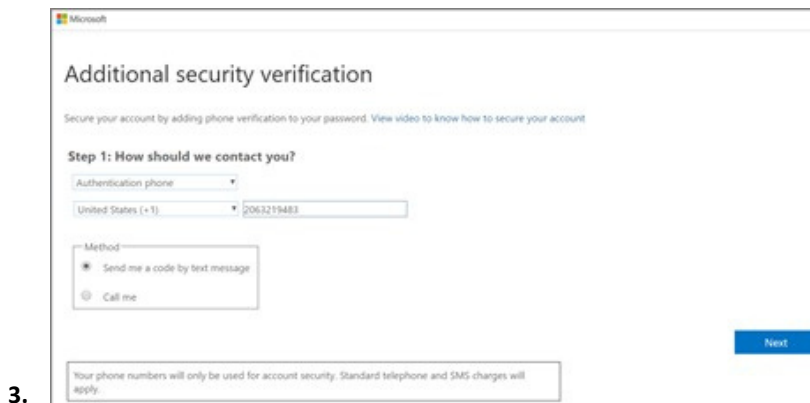 Microsoft
Additional security verification
Secure your account by adding phone verification to your password. View video to know how to secure your account
Step 1: How should we contact you?
Authentication phone
United States (+1) 2063219483
Method
Send me a code by text message
Call me
Next
Your phone numbers will only be used for account security. Standard telephone and SMS charges will
apply.
3.